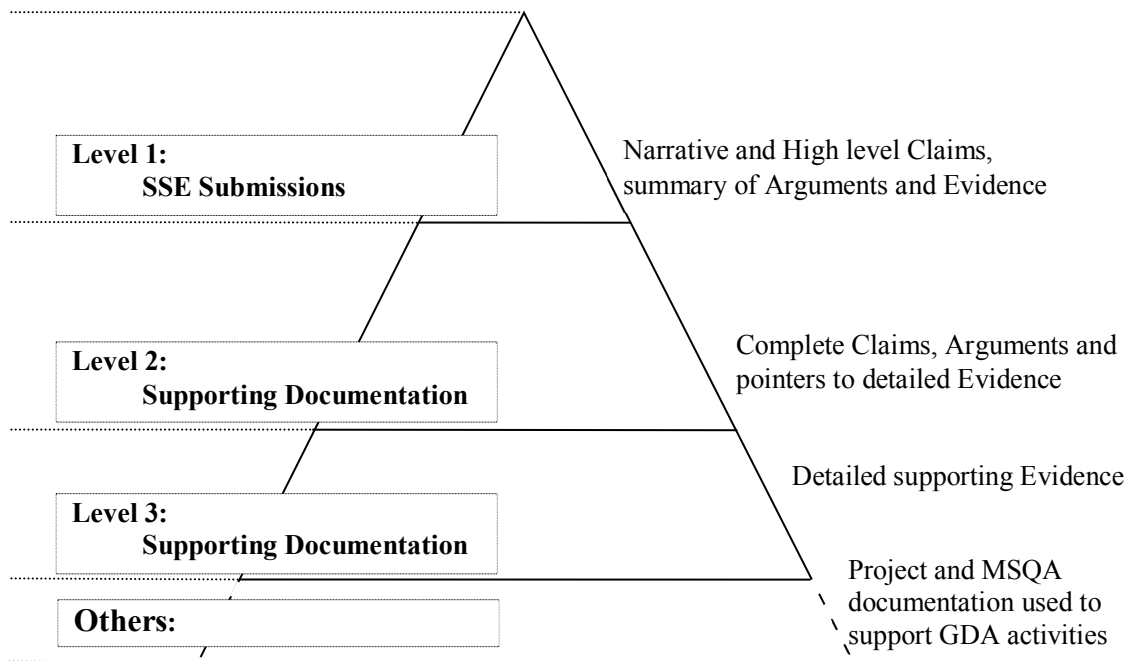 Level 1:
SSE Submissions
Narrative and High level Claims,
summary of Arguments and Evidence
Level 2:
Supporting Documentation
Complete Claims, Arguments and
pointers to detailed Evidence
Level 3:
Supporting Documentation
Detailed supporting Evidence
Others:
Project and MSQA
documentation used to
support GDA activities